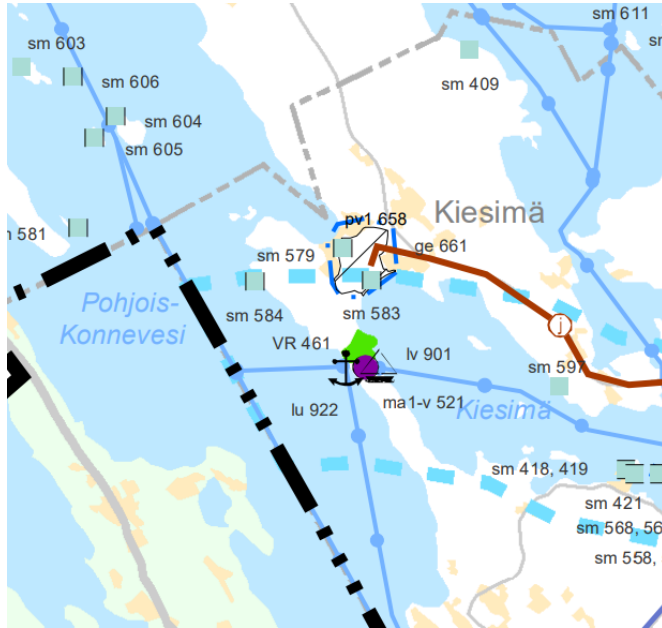 sm 611
sm 603
sm 606
sm 409
sm 604
sm 605
pv1 658
Kiesimä
581
sm 579
ge 661
Pohjois-
Konnevesi
sm 584
sm 583
j
VR 461
lv 901
sm 597
lu 922
ma1-v 521
Kiesimä
sm 418, 419
sm 421
sm 568, 56
sm 558,